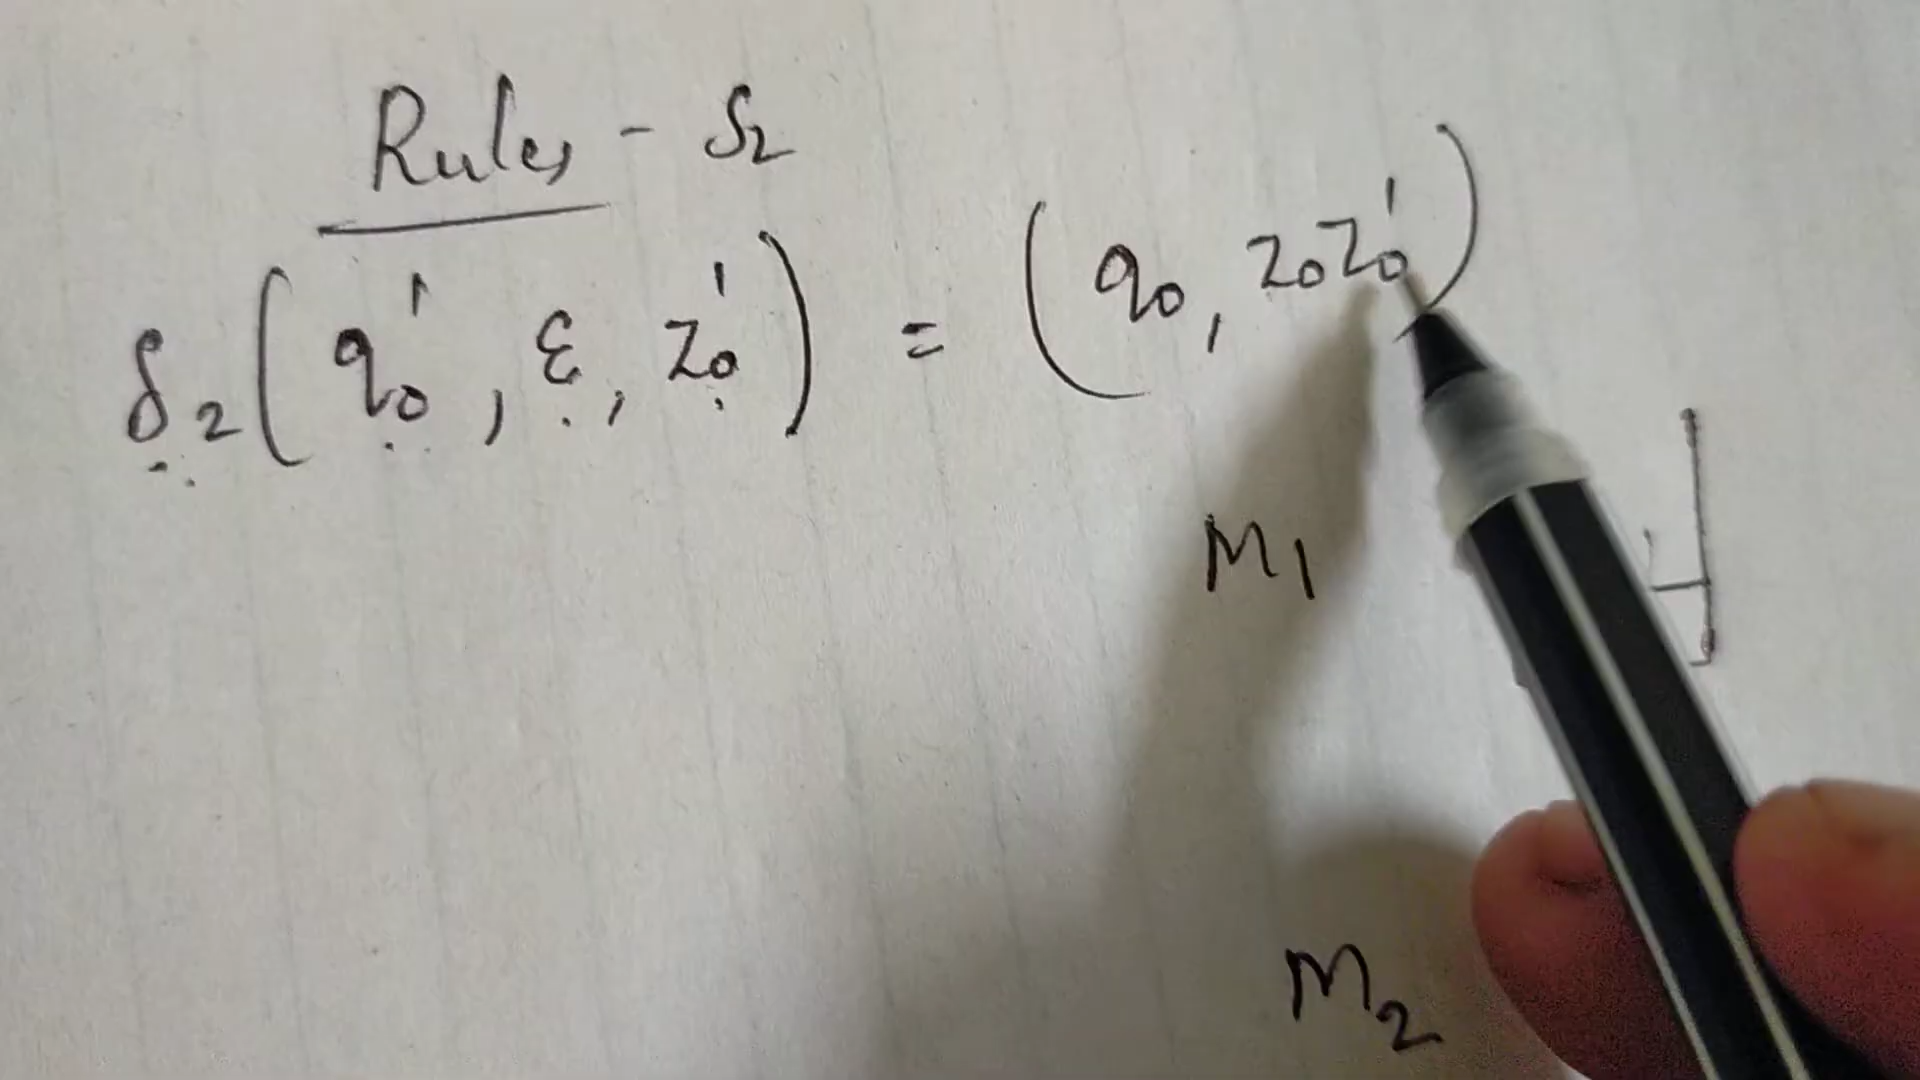 Rules - δ2
δ2(q0', ε, z0') = (q0, z0z0')
M1
M2